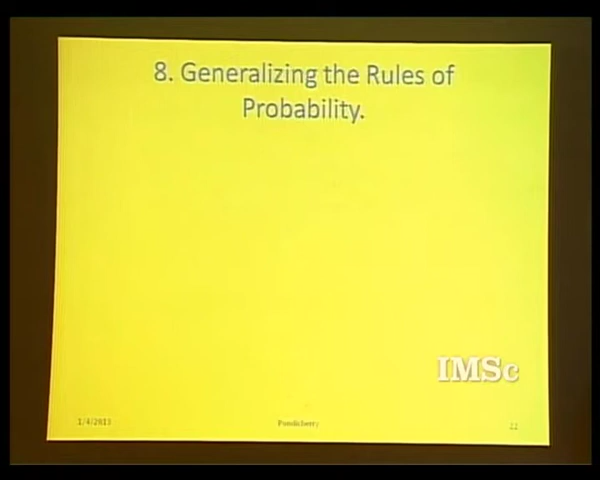 8. Generalizing the Rules of
Probability.
IMSc
1/4/2013
Pondicherry
22